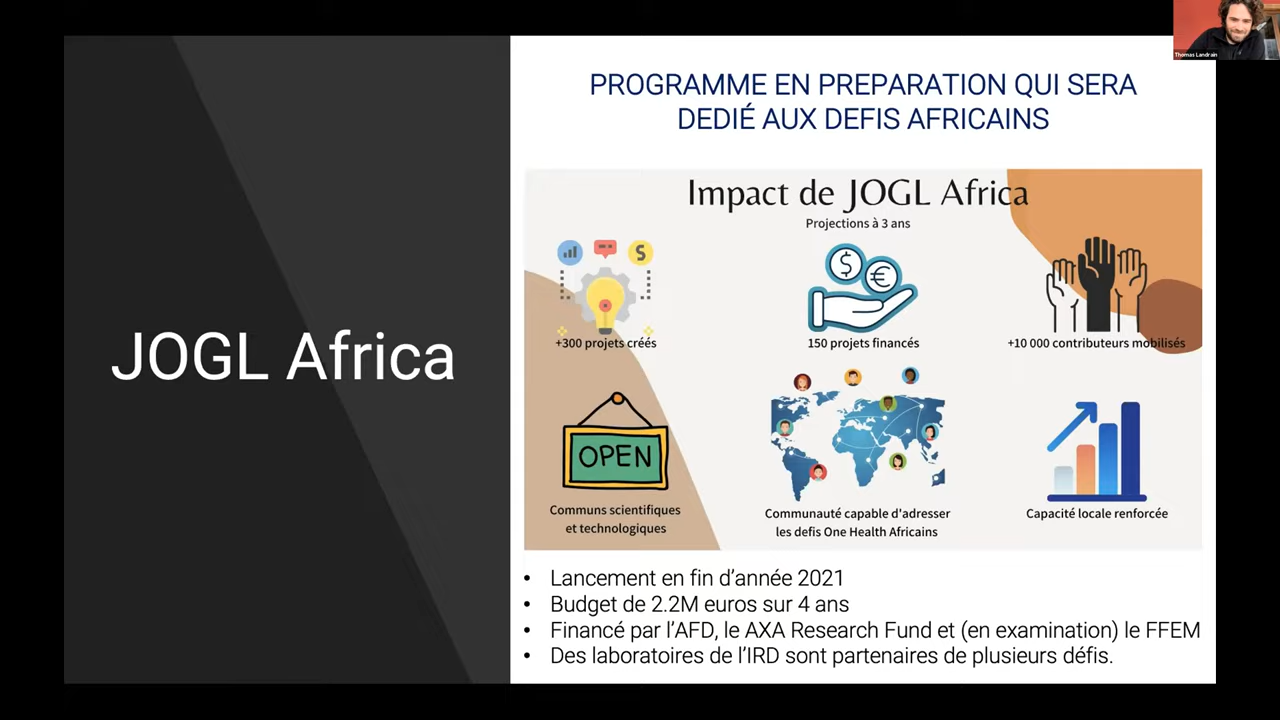 Thomas Landrain
PROGRAMME EN PREPARATION QUI SERA
DEDIÉ AUX DEFIS AFRICAINS
JOGL Africa
Impact de JOGL Africa
Projections à 3 ans
+300 projets créés
150 projets financés
+10 000 contributeurs mobilisés
OPEN
Communs scientifiques
et technologiques
Communauté capable d'adresser
les defis One Health Africains
Capacité locale renforcée
• Lancement en fin d’année 2021
• Budget de 2.2M euros sur 4 ans
• Financé par l’AFD, le AXA Research Fund et (en examination) le FFEM
• Des laboratoires de l’IRD sont partenaires de plusieurs défis.